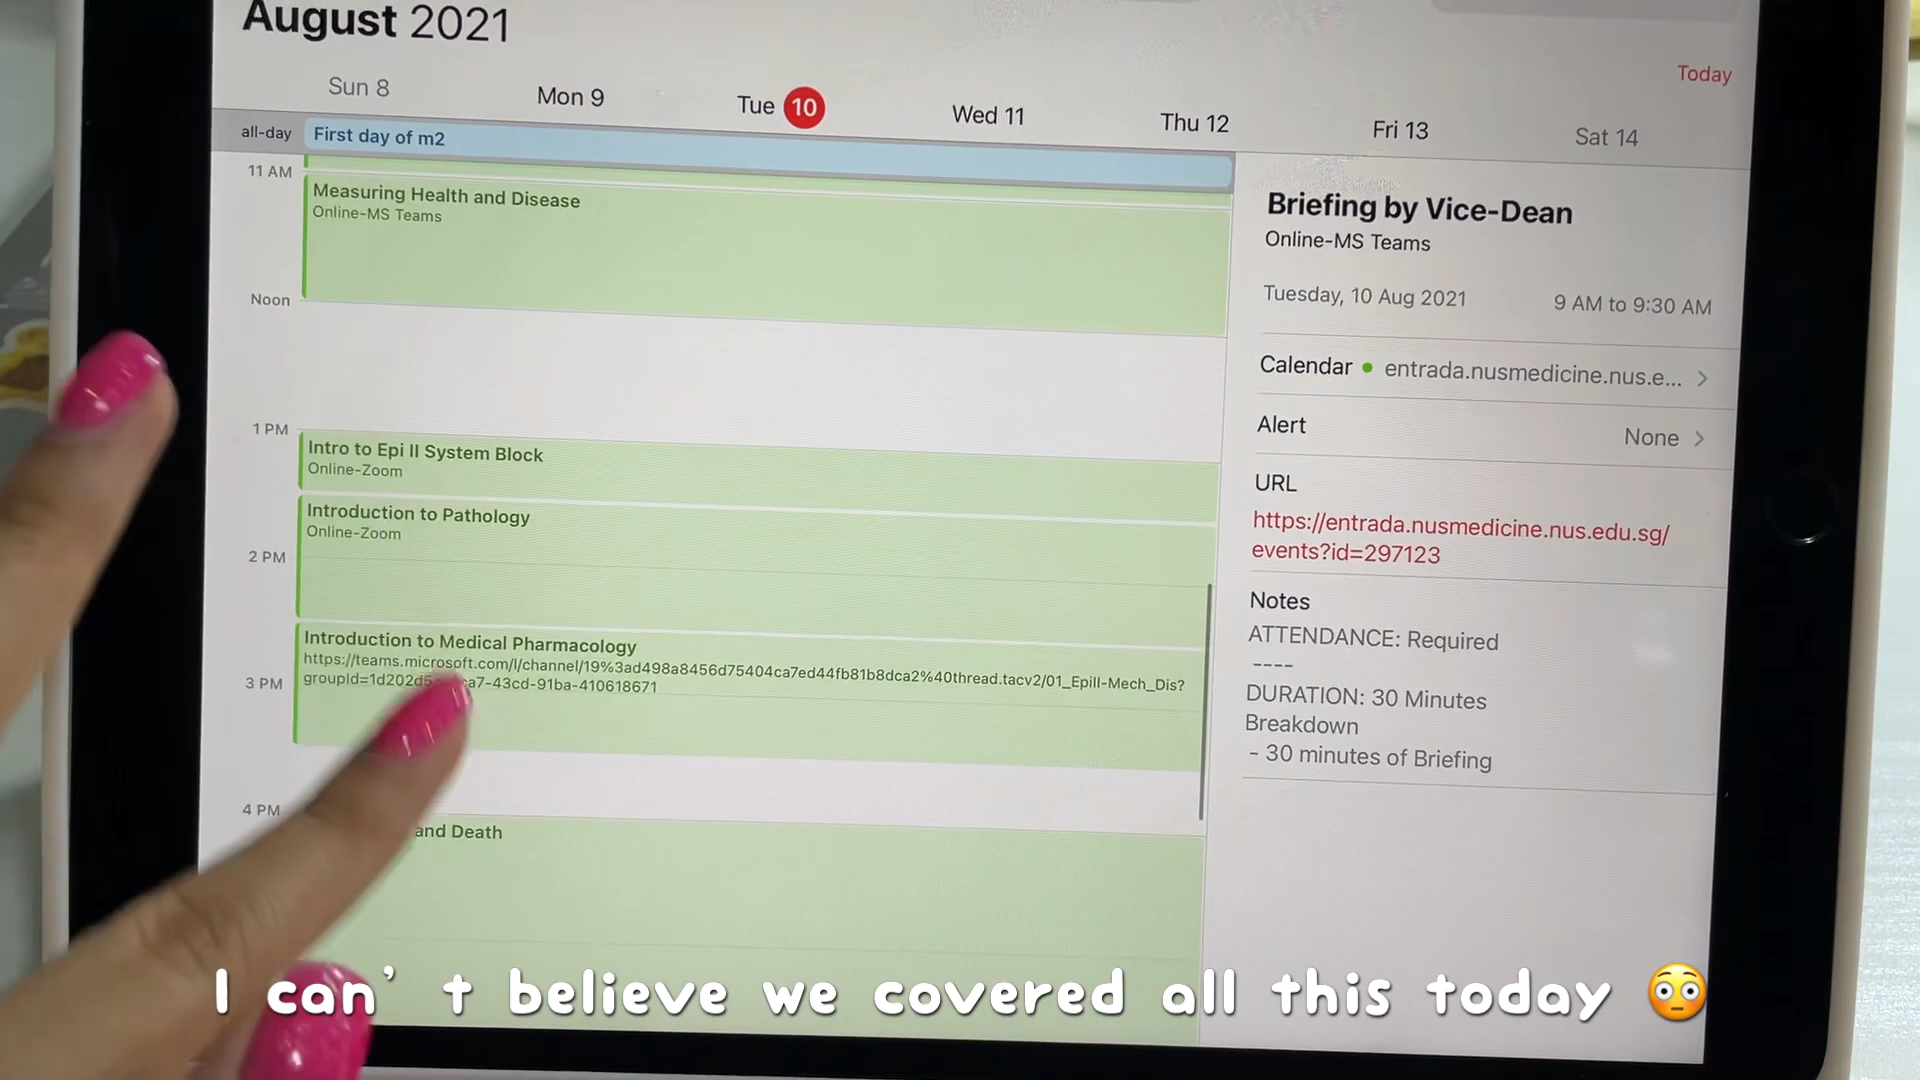 August 2021
Today
Sun 8
Mon 9
Tue 10
Wed 11
Thu 12
Fri 13
Sat 14
all-day
First day of m2
11 AM
Measuring Health and Disease
Online-MS Teams
Noon
1 PM
Intro to Epi II System Block
Online-Zoom
Introduction to Pathology
Online-Zoom
2 PM
Introduction to Medical Pharmacology
https://teams.microsoft.com/l/channel/19%3ad498a8456d75404ca7ed44fb81b8dca2%40thread.tacv2/01_EpiII-Mech_Dis?
groupId=1d202d5 a7-43cd-91ba-410618671
3 PM
4 PM
and Death
Briefing by Vice-Dean
Online-MS Teams
Tuesday, 10 Aug 2021
9 AM to 9:30 AM
Calendar entrada.nusmedicine.nus.e...
Alert None
URL
https://entrada.nusmedicine.nus.edu.sg/
events?id=297123
Notes
ATTENDANCE: Required
----
DURATION: 30 Minutes
Breakdown
- 30 minutes of Briefing
I can't believe we covered all this today 😳